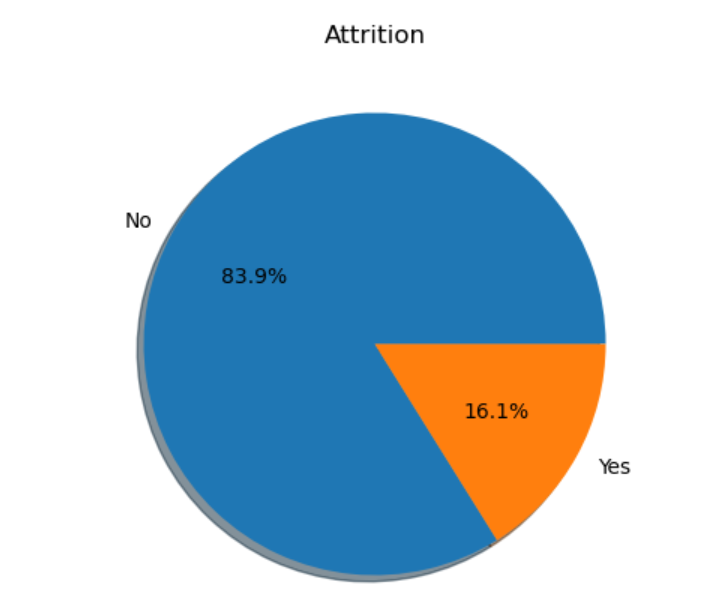 Attrition
No
83.9%
16.1%
Yes